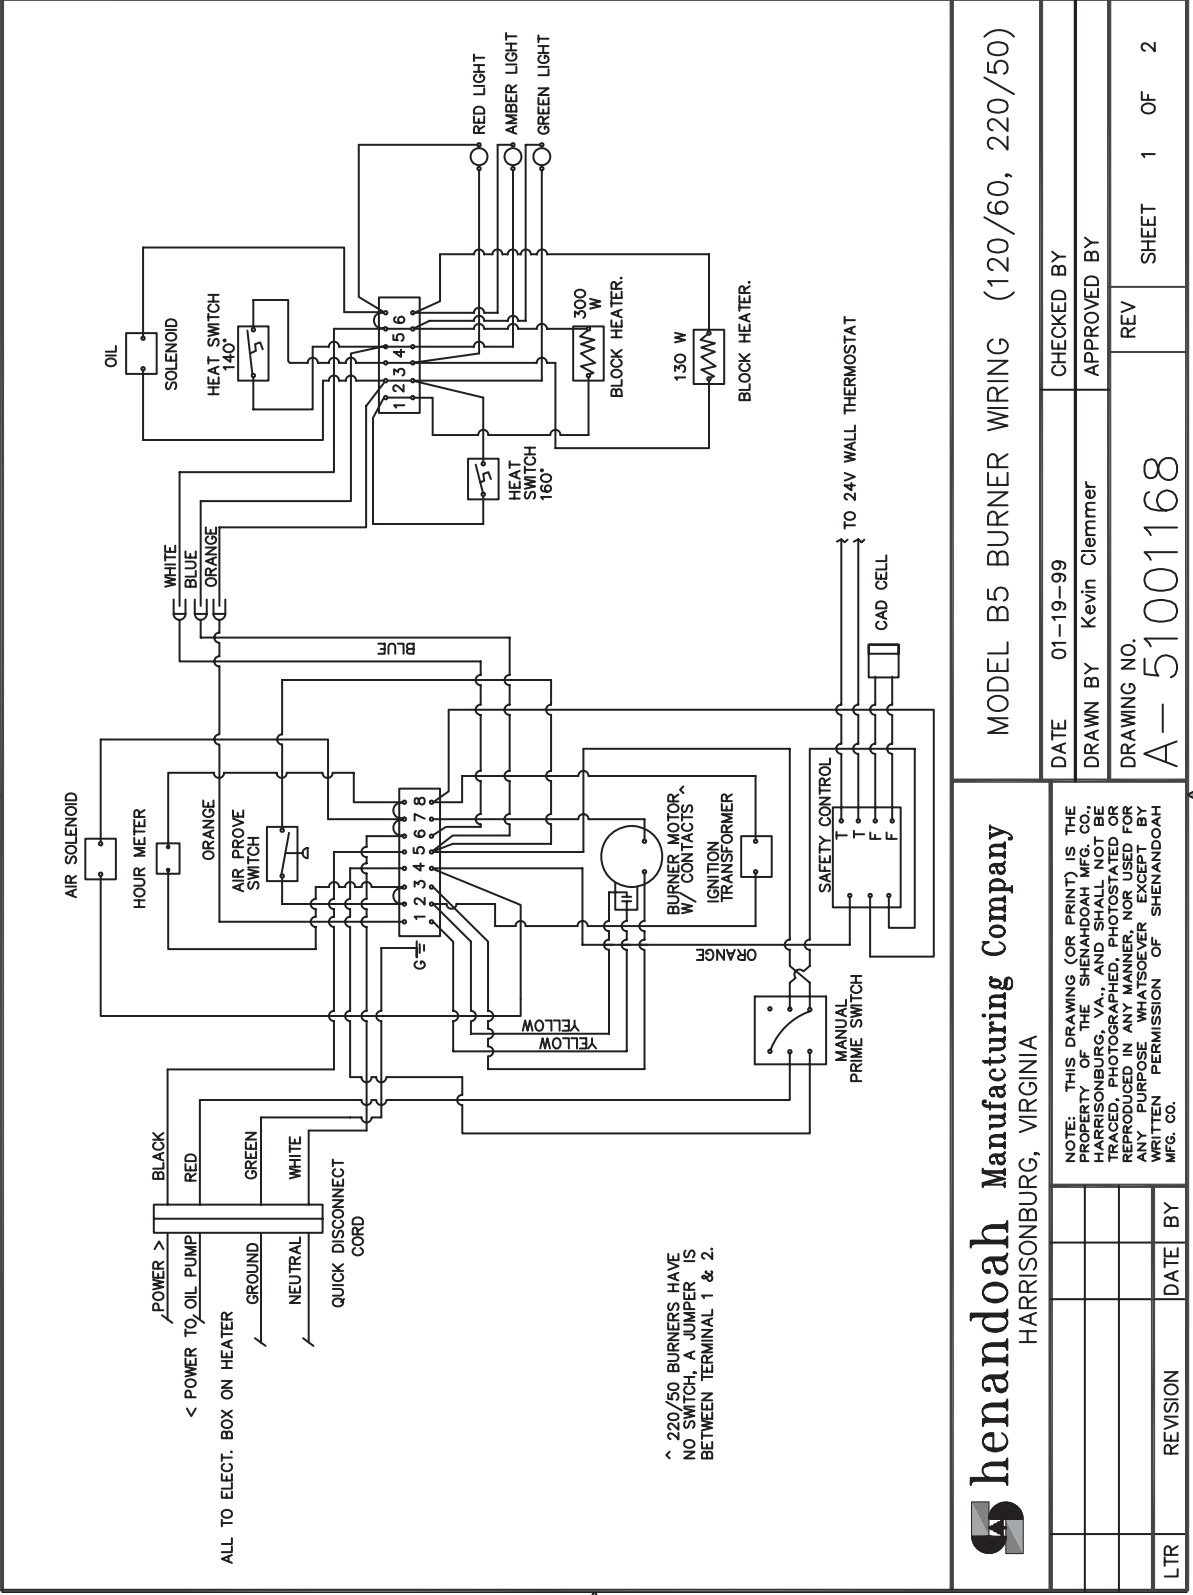 OIL
SOLENOID
HEAT SWITCH
140°
RED LIGHT
AMBER LIGHT
GREEN LIGHT
1 2 3 4 5 6
300
W
BLOCK HEATER.
130 W
BLOCK HEATER.
HEAT
SWITCH
160°
WHITE
BLUE
ORANGE
BLUE
TO 24V WALL THERMOSTAT
CAD CELL
AIR SOLENOID
HOUR METER
ORANGE
AIR PROVE
SWITCH
G 1 2 3 4 5 6 7 8
BURNER MOTOR^
W/ CONTACTS
IGNITION
TRANSFORMER
SAFETY CONTROL
T
T
F
F
ORANGE
YELLOW
YELLOW
MANUAL
PRIME SWITCH
BLACK
RED
GREEN
WHITE
POWER >
< POWER TO OIL PUMP
GROUND
NEUTRAL
QUICK DISCONNECT
CORD
ALL TO ELECT. BOX ON HEATER
^ 220/50 BURNERS HAVE
NO SWITCH, A JUMPER IS
BETWEEN TERMINAL 1 & 2.
Shenandoah Manufacturing Company
HARRISONBURG, VIRGINIA
MODEL B5 BURNER WIRING (120/60, 220/50)
DATE 01-19-99
CHECKED BY
DRAWN BY Kevin Clemmer
APPROVED BY
DRAWING NO.
A-5100168
REV
SHEET 1 OF 2
NOTE: THIS DRAWING (OR PRINT) IS THE
PROPERTY OF THE SHENAHDOAH MFG. CO.,
HARRISONBURG, VA., AND SHALL NOT BE
TRACED, PHOTOGRAPHED, PHOTOSTATED OR
REPRODUCED IN ANY MANNER, NOR USED FOR
ANY PURPOSE WHATSOEVER EXCEPT BY
WRITTEN PERMISSION OF SHENANDOAH
MFG. CO.
LTR REVISION DATE BY